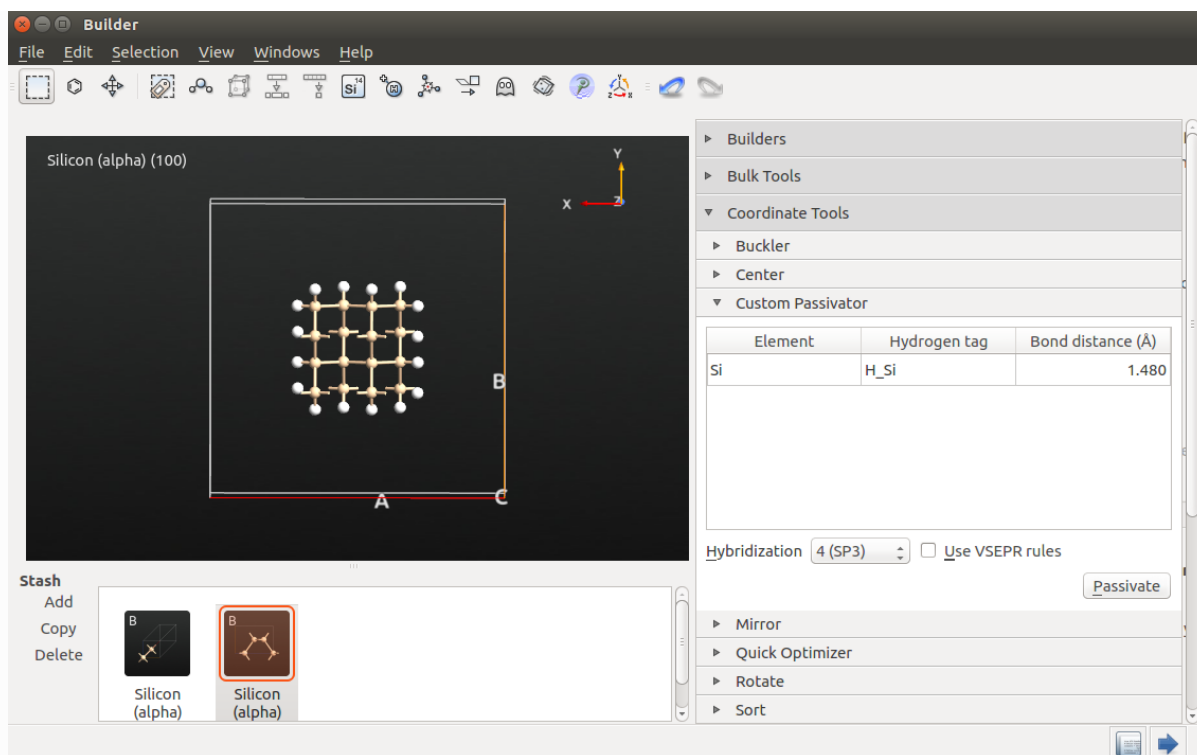 Builder
File Edit Selection View Windows Help
Si 14
Silicon (alpha) (100)
Y
X Z
B
A C
Stash
Add
Copy
Delete
B
Silicon
(alpha)
B
Silicon
(alpha)
Builders
Bulk Tools
Coordinate Tools
Buckler
Center
Custom Passivator
Element Hydrogen tag Bond distance (Å)
Si H_Si 1.480
Hybridization 4 (SP3) Use VSEPR rules
Passivate
Mirror
Quick Optimizer
Rotate
Sort